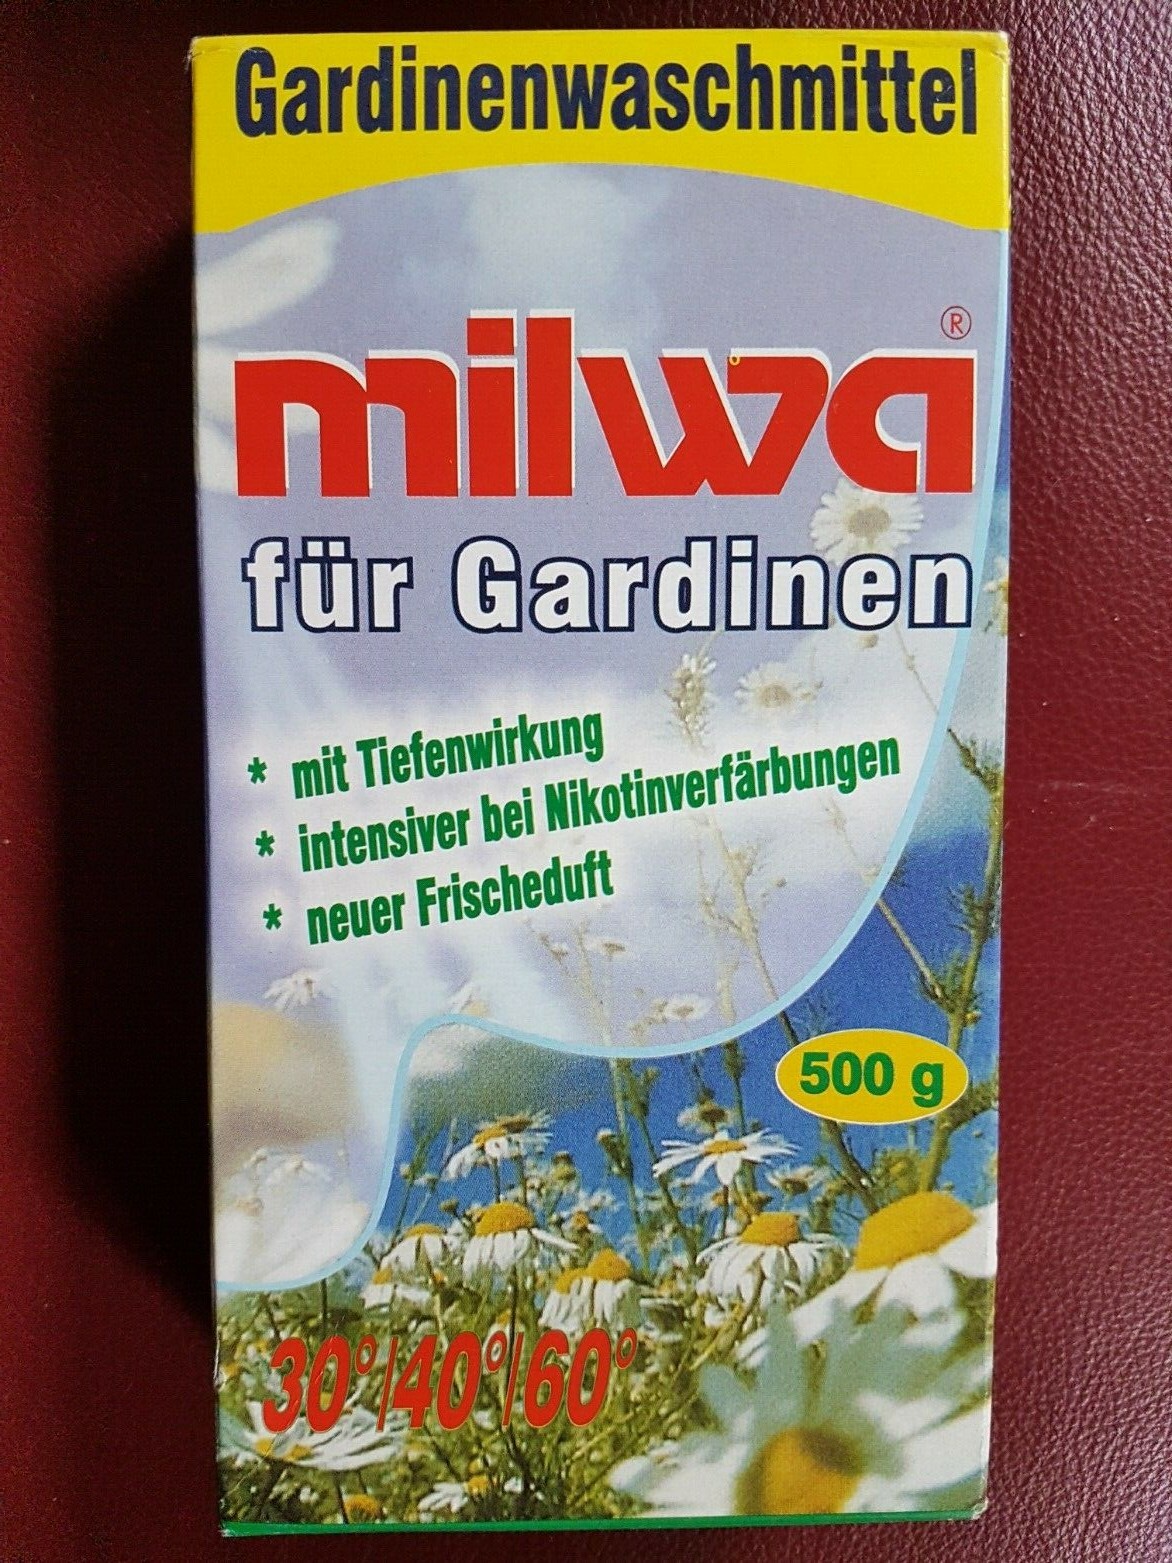 Gardinenwaschmittel
milwa®
für Gardinen
* mit Tiefenwirkung
* intensiver bei Nikotinverfärbungen
* neuer Frischeduft
500 g
30°/40°/60°